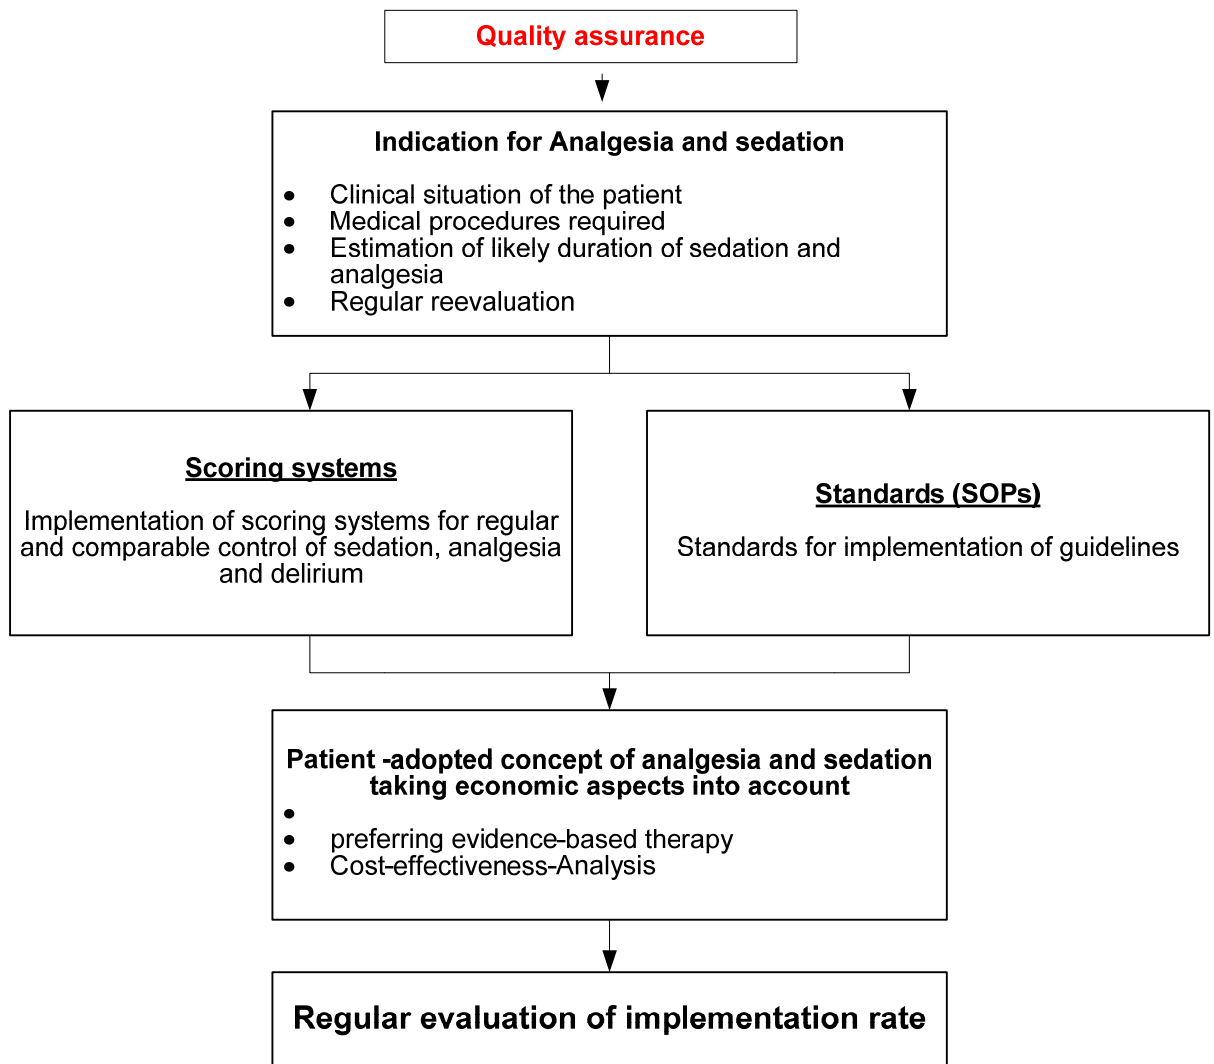 Quality assurance
Indication for Analgesia and sedation
• Clinical situation of the patient
• Medical procedures required
• Estimation of likely duration of sedation and
analgesia
• Regular reevaluation
Scoring systems
Implementation of scoring systems for regular
and comparable control of sedation, analgesia
and delirium
Standards (SOPs)
Standards for implementation of guidelines
Patient -adopted concept of analgesia and sedation
taking economic aspects into account
•
• preferring evidence-based therapy
• Cost-effectiveness-Analysis
Regular evaluation of implementation rate